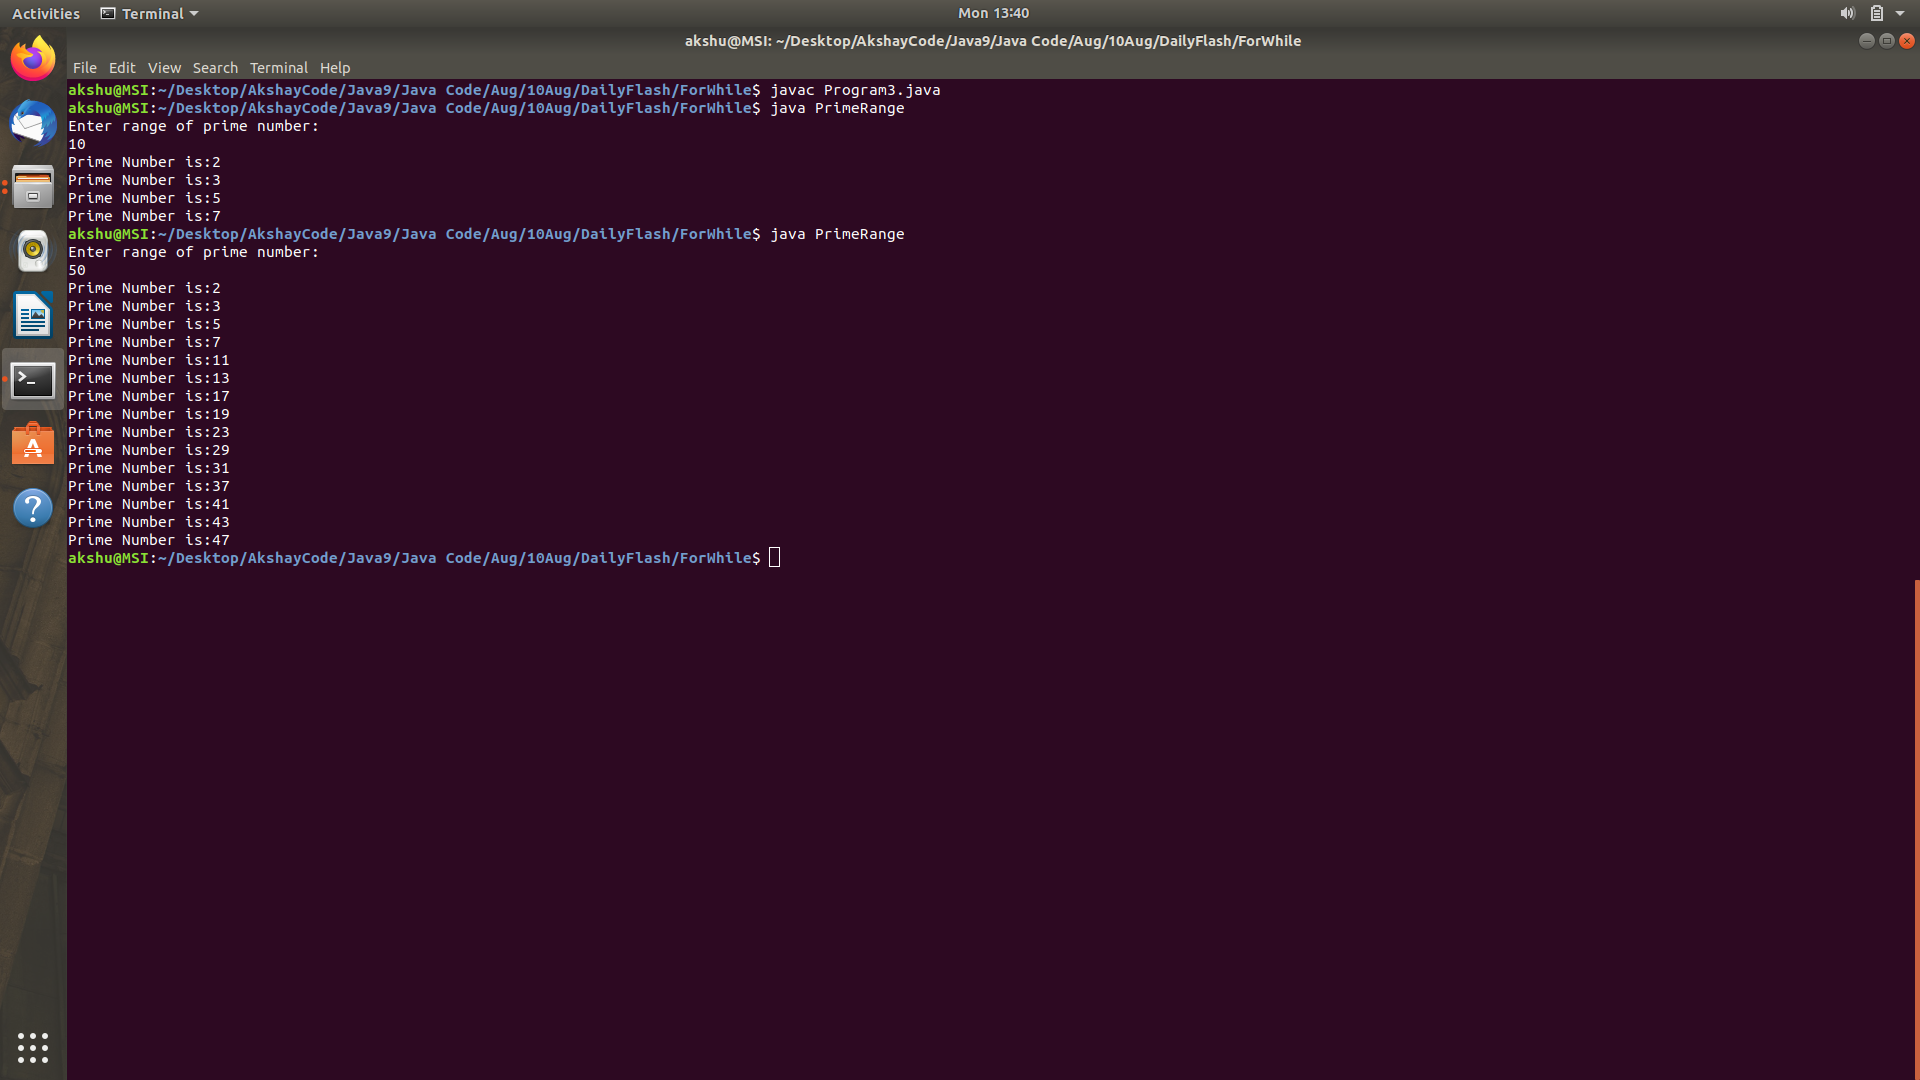 Activities Terminal Mon 13:40
akshu@MSI: ~/Desktop/AkshayCode/Java9/Java Code/Aug/10Aug/DailyFlash/ForWhile
File Edit View Search Terminal Help
akshu@MSI:~/Desktop/AkshayCode/Java9/Java Code/Aug/10Aug/DailyFlash/ForWhile$ javac Program3.java
akshu@MSI:~/Desktop/AkshayCode/Java9/Java Code/Aug/10Aug/DailyFlash/ForWhile$ java PrimeRange
Enter range of prime number:
10
Prime Number is:2
Prime Number is:3
Prime Number is:5
Prime Number is:7
akshu@MSI:~/Desktop/AkshayCode/Java9/Java Code/Aug/10Aug/DailyFlash/ForWhile$ java PrimeRange
Enter range of prime number:
50
Prime Number is:2
Prime Number is:3
Prime Number is:5
Prime Number is:7
Prime Number is:11
Prime Number is:13
Prime Number is:17
Prime Number is:19
Prime Number is:23
Prime Number is:29
Prime Number is:31
Prime Number is:37
Prime Number is:41
Prime Number is:43
Prime Number is:47
akshu@MSI:~/Desktop/AkshayCode/Java9/Java Code/Aug/10Aug/DailyFlash/ForWhile$